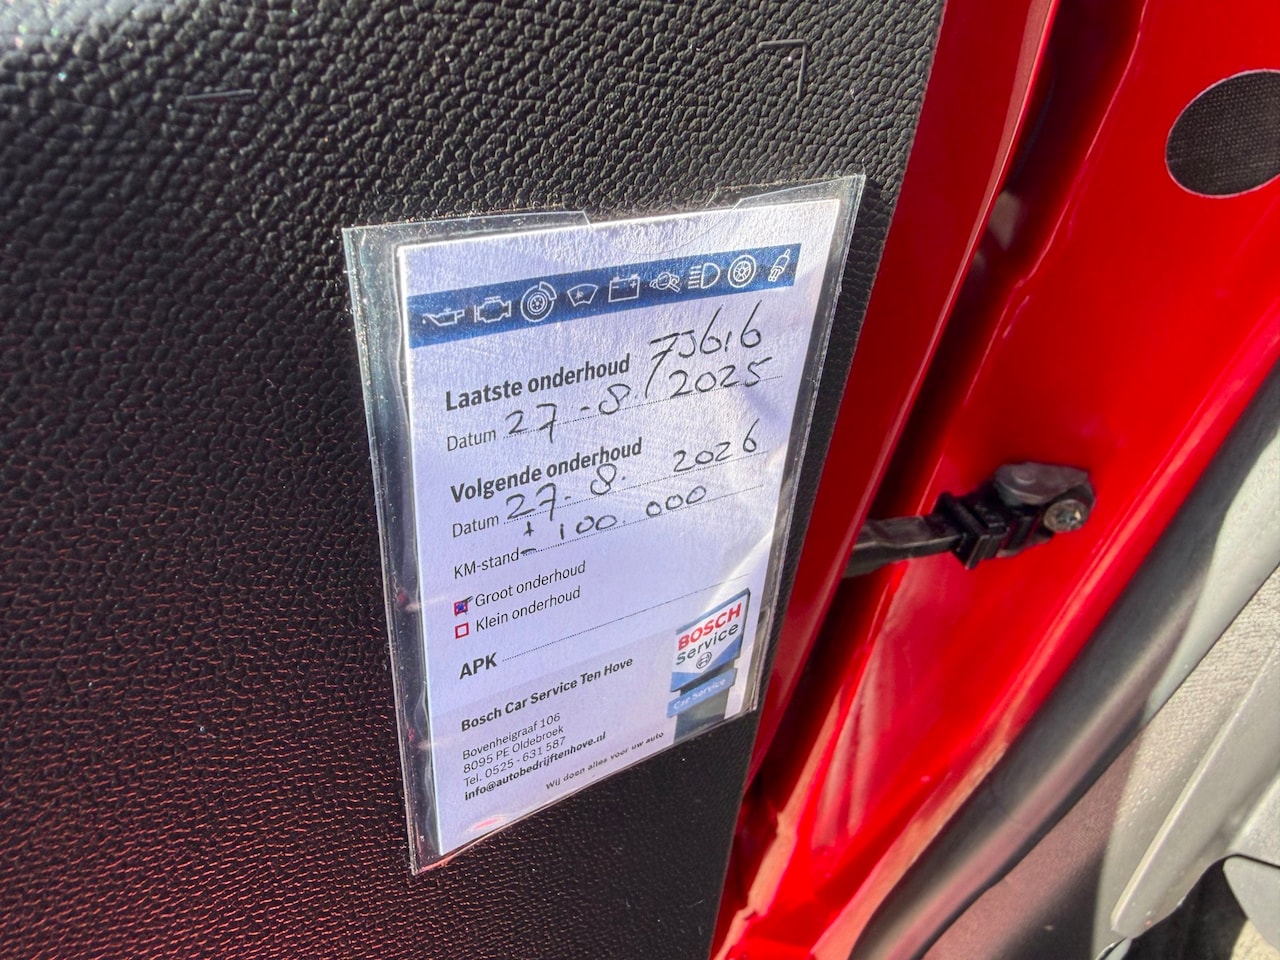 Laatste onderhoud 75616
Datum 27-8. 2025
Volgende onderhoud
Datum 27-8. 2026
KM-stand ± 100.000
Groot onderhoud
Klein onderhoud
APK
BOSCH
Service
Car Service
Bosch Car Service Ten Hove
Bovenheigraaf 106
8095 PE Oldebroek
Tel. 0525 - 631 587
info@autobedrijftenhove.nl
Wij doen alles voor uw auto